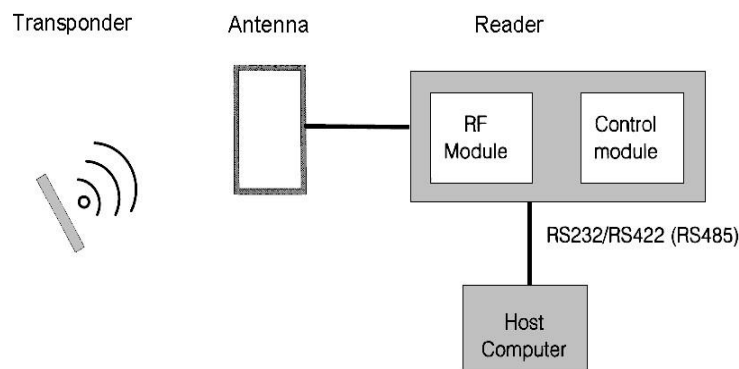 Transponder
Antenna
Reader
RF
Module
Control
module
RS232/RS422 (RS485)
Host
Computer